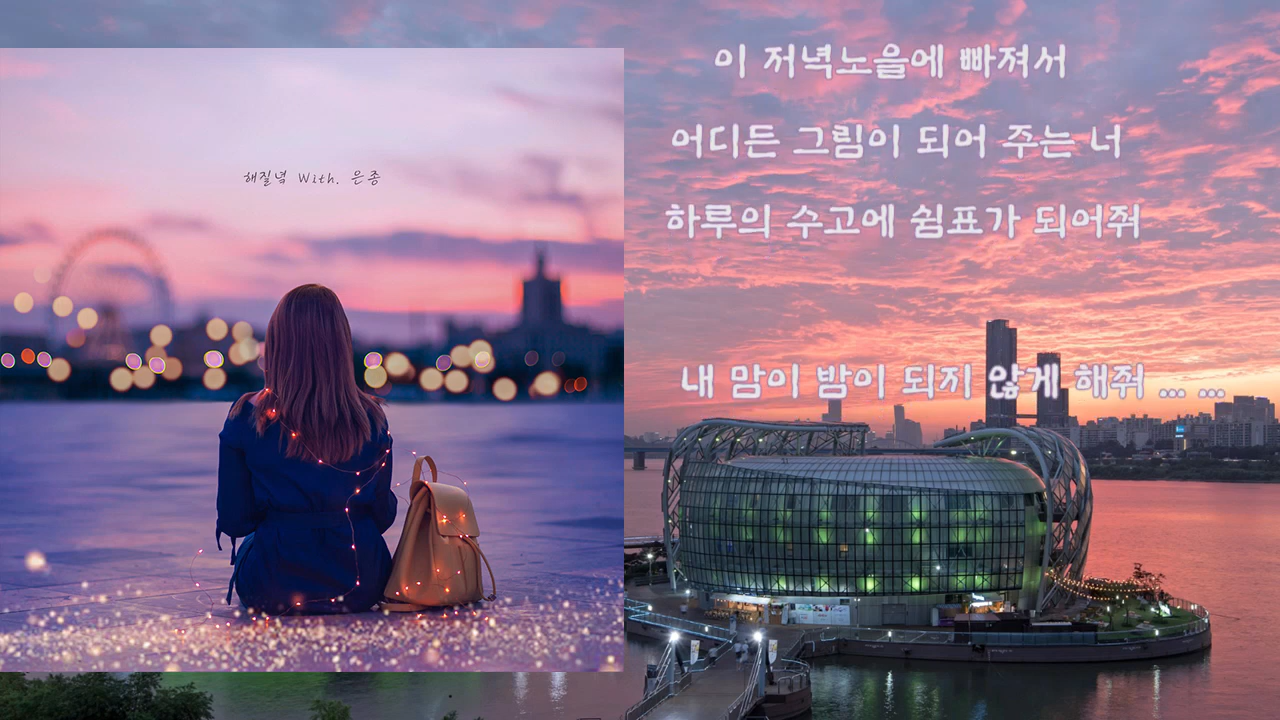 해질녘 With. 은종
이 저녁노을에 빠져서
어디든 그림이 되어 주는 너
하루의 수고에 쉼표가 되어줘
내 맘이 밤이 되지 않게 해줘 ... ...